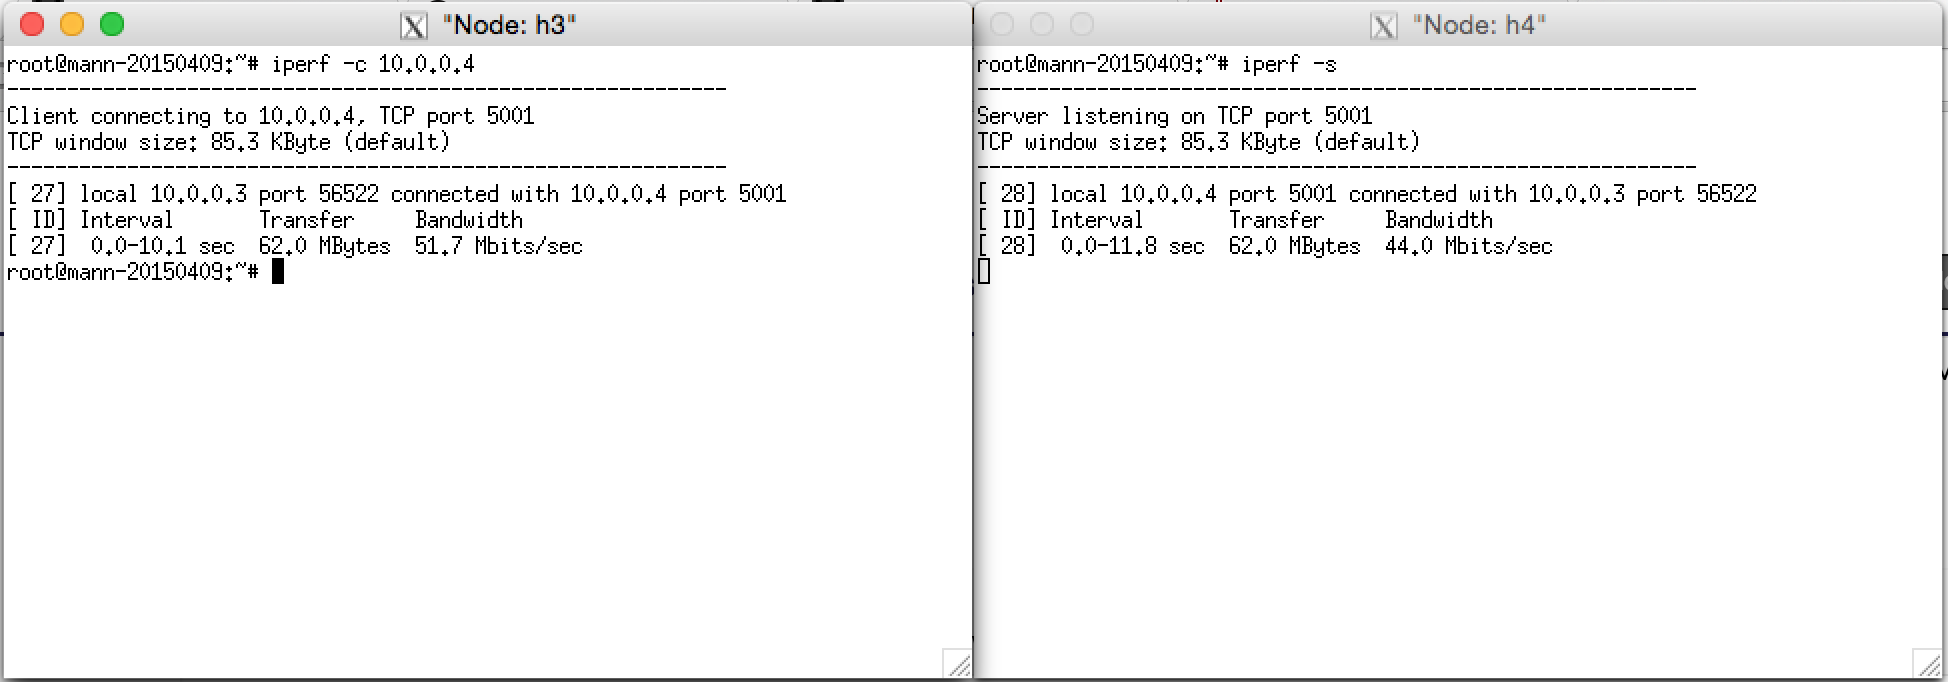 "Node: h3"
root@mann-20150409:~# iperf -c 10.0.0.4
------------------------------------------------------------
Client connecting to 10.0.0.4, TCP port 5001
TCP window size: 85.3 KByte (default)
------------------------------------------------------------
[ 27] local 10.0.0.3 port 56522 connected with 10.0.0.4 port 5001
[ ID] Interval       Transfer     Bandwidth
[ 27]  0.0-10.1 sec  62.0 MBytes  51.7 Mbits/sec
root@mann-20150409:~#
"Node: h4"
root@mann-20150409:~# iperf -s
------------------------------------------------------------
Server listening on TCP port 5001
TCP window size: 85.3 KByte (default)
------------------------------------------------------------
[ 28] local 10.0.0.4 port 5001 connected with 10.0.0.3 port 56522
[ ID] Interval       Transfer     Bandwidth
[ 28]  0.0-11.8 sec  62.0 MBytes  44.0 Mbits/sec